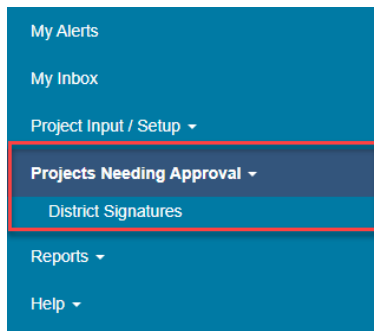 My Alerts
My Inbox
Project Input / Setup
Projects Needing Approval
District Signatures
Reports
Help